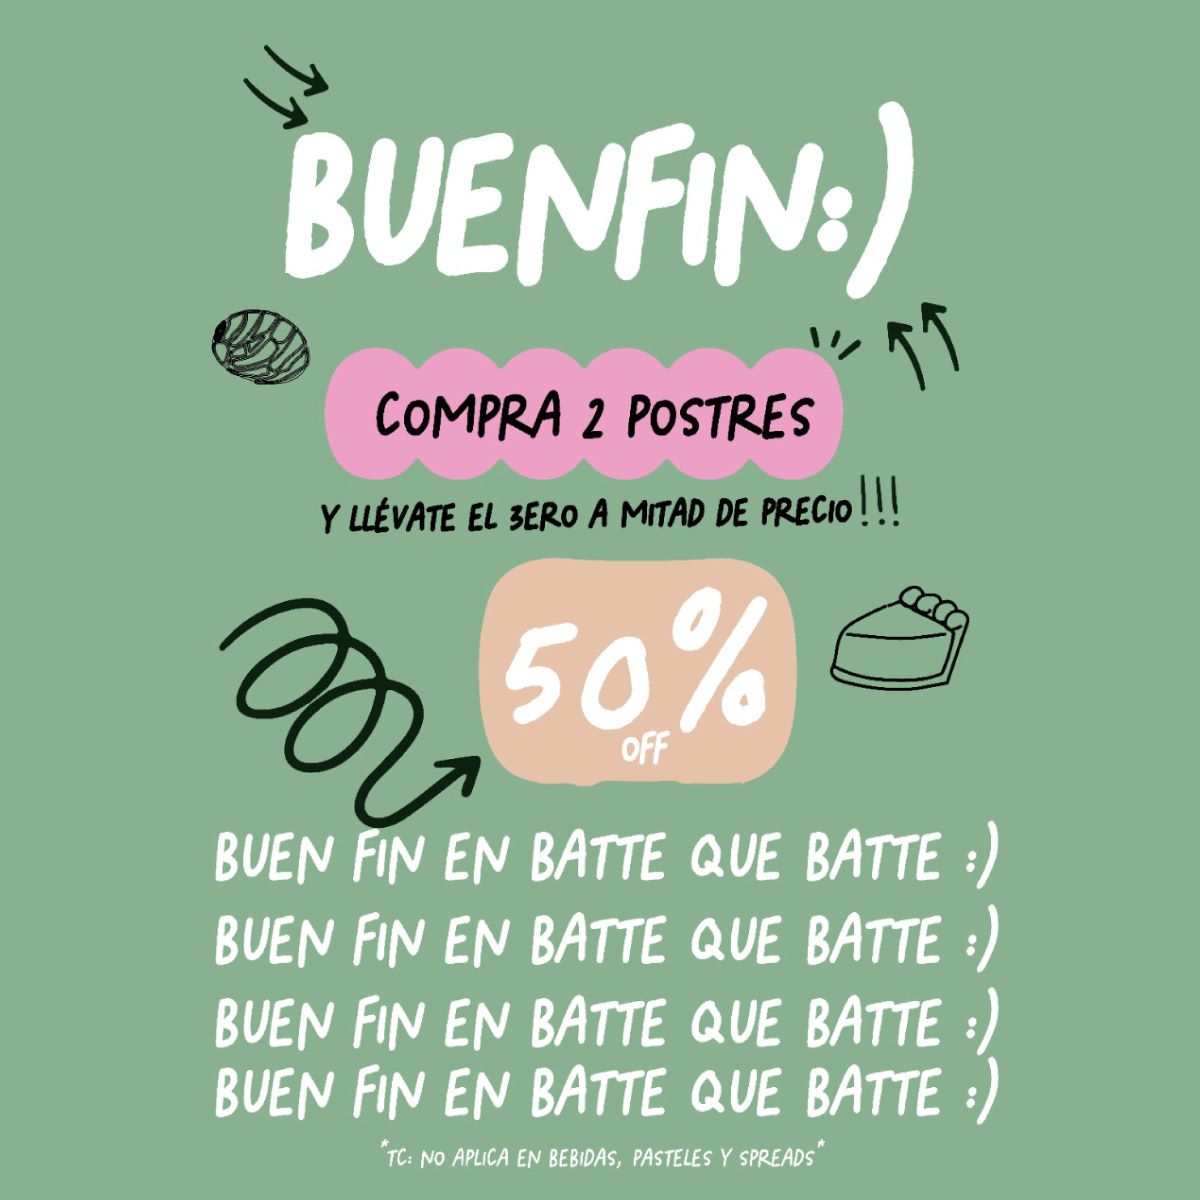 BUENFIN:)
COMPRA 2 POSTRES
Y LLÉVATE EL 3ERO A MITAD DE PRECIO!!!
50%
OFF
BUEN FIN EN BATTE QUE BATTE :)
BUEN FIN EN BATTE QUE BATTE :)
BUEN FIN EN BATTE QUE BATTE :)
BUEN FIN EN BATTE QUE BATTE :)
*TC: NO APLICA EN BEBIDAS, PASTELES Y SPREADS*